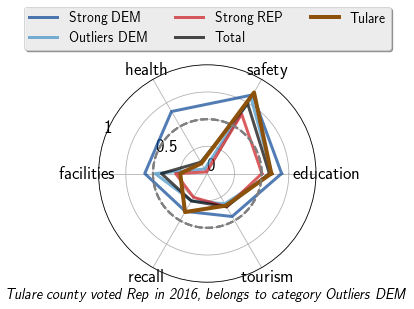 Strong DEM Strong REP Tulare
Outliers DEM Total
health safety
1
0.5
0
facilities education
recall tourism
Tulare county voted Rep in 2016, belongs to category Outliers DEM